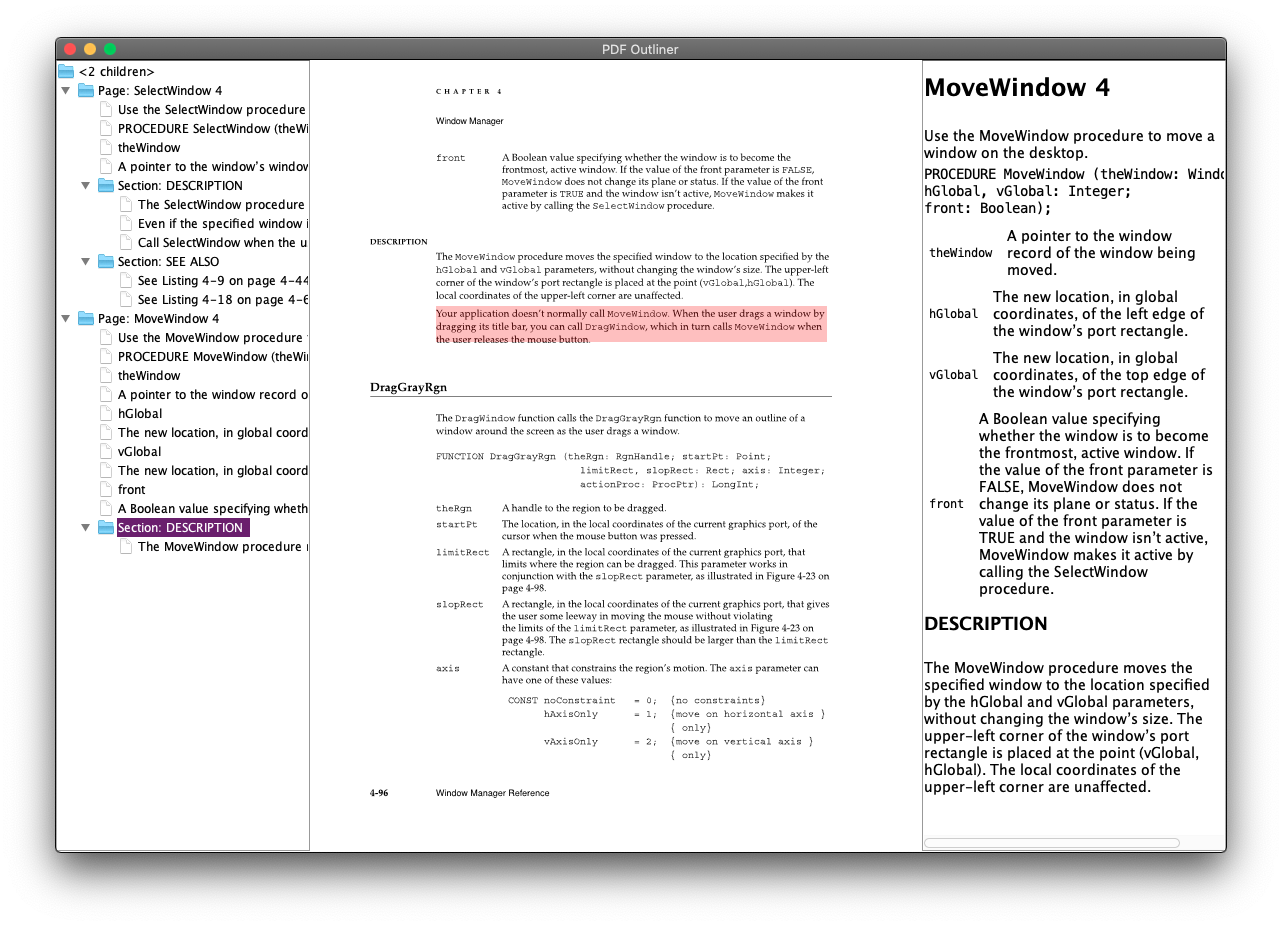 PDF Outliner
<2 children>
Page: SelectWindow 4
Use the SelectWindow procedure
PROCEDURE SelectWindow (theWi
theWindow
A pointer to the window's window
Section: DESCRIPTION
The SelectWindow procedure
Even if the specified window i
Call SelectWindow when the u
Section: SEE ALSO
See Listing 4-9 on page 4-44
See Listing 4-18 on page 4-6
Page: MoveWindow 4
Use the MoveWindow procedure
PROCEDURE MoveWindow (theWin
theWindow
A pointer to the window record o
hGlobal
The new location, in global coord
vGlobal
The new location, in global coord
front
A Boolean value specifying wheth
Section: DESCRIPTION
The MoveWindow procedure
CHAPTER 4
Window Manager
front A Boolean value specifying whether the window is to become the
frontmost, active window. If the value of the front parameter is FALSE,
MoveWindow does not change its plane or status. If the value of the front
parameter is TRUE and the window isn't active, MoveWindow makes it
active by calling the SelectWindow procedure.
DESCRIPTION
The MoveWindow procedure moves the specified window to the location specified by the
hGlobal and vGlobal parameters, without changing the window's size. The upper-left
corner of the window's port rectangle is placed at the point (vGlobal,hGlobal). The
local coordinates of the upper-left corner are unaffected.
Your application doesn't normally call MoveWindow. When the user drags a window by
dragging its title bar, you can call DragWindow, which in turn calls MoveWindow when
the user releases the mouse button.
DragGrayRgn
The DragWindow function calls the DragGrayRgn function to move an outline of a
window around the screen as the user drags a window.
FUNCTION DragGrayRgn (theRgn: RgnHandle; startPt: Point;
limitRect, slopRect: Rect; axis: Integer;
actionProc: ProcPtr): LongInt;
theRgn A handle to the region to be dragged.
startPt The location, in the local coordinates of the current graphics port, of the
cursor when the mouse button was pressed.
limitRect A rectangle, in the local coordinates of the current graphics port, that
limits where the region can be dragged. This parameter works in
conjunction with the slopRect parameter, as illustrated in Figure 4-23 on
page 4-98.
slopRect A rectangle, in the local coordinates of the current graphics port, that gives
the user some leeway in moving the mouse without violating
the limits of the limitRect parameter, as illustrated in Figure 4-23 on
page 4-98. The slopRect rectangle should be larger than the limitRect
rectangle.
axis A constant that constrains the region's motion. The axis parameter can
have one of these values:
CONST noConstraint = 0; {no constraints}
hAxisOnly = 1; {move on horizontal axis }
{ only}
vAxisOnly = 2; {move on vertical axis }
{ only}
4-96 Window Manager Reference
MoveWindow 4
Use the MoveWindow procedure to move a
window on the desktop.
PROCEDURE MoveWindow (theWindow: Windo
hGlobal, vGlobal: Integer;
front: Boolean);
theWindow A pointer to the window
record of the window being
moved.
hGlobal The new location, in global
coordinates, of the left edge of
the window's port rectangle.
vGlobal The new location, in global
coordinates, of the top edge of
the window's port rectangle.
front A Boolean value specifying
whether the window is to become
the frontmost, active window. If
the value of the front parameter is
FALSE, MoveWindow does not
change its plane or status. If the
value of the front parameter is
TRUE and the window isn't active,
MoveWindow makes it active by
calling the SelectWindow
procedure.
DESCRIPTION
The MoveWindow procedure moves the
specified window to the location specified
by the hGlobal and vGlobal parameters,
without changing the window's size. The
upper-left corner of the window's port
rectangle is placed at the point (vGlobal,
hGlobal). The local coordinates of the
upper-left corner are unaffected.